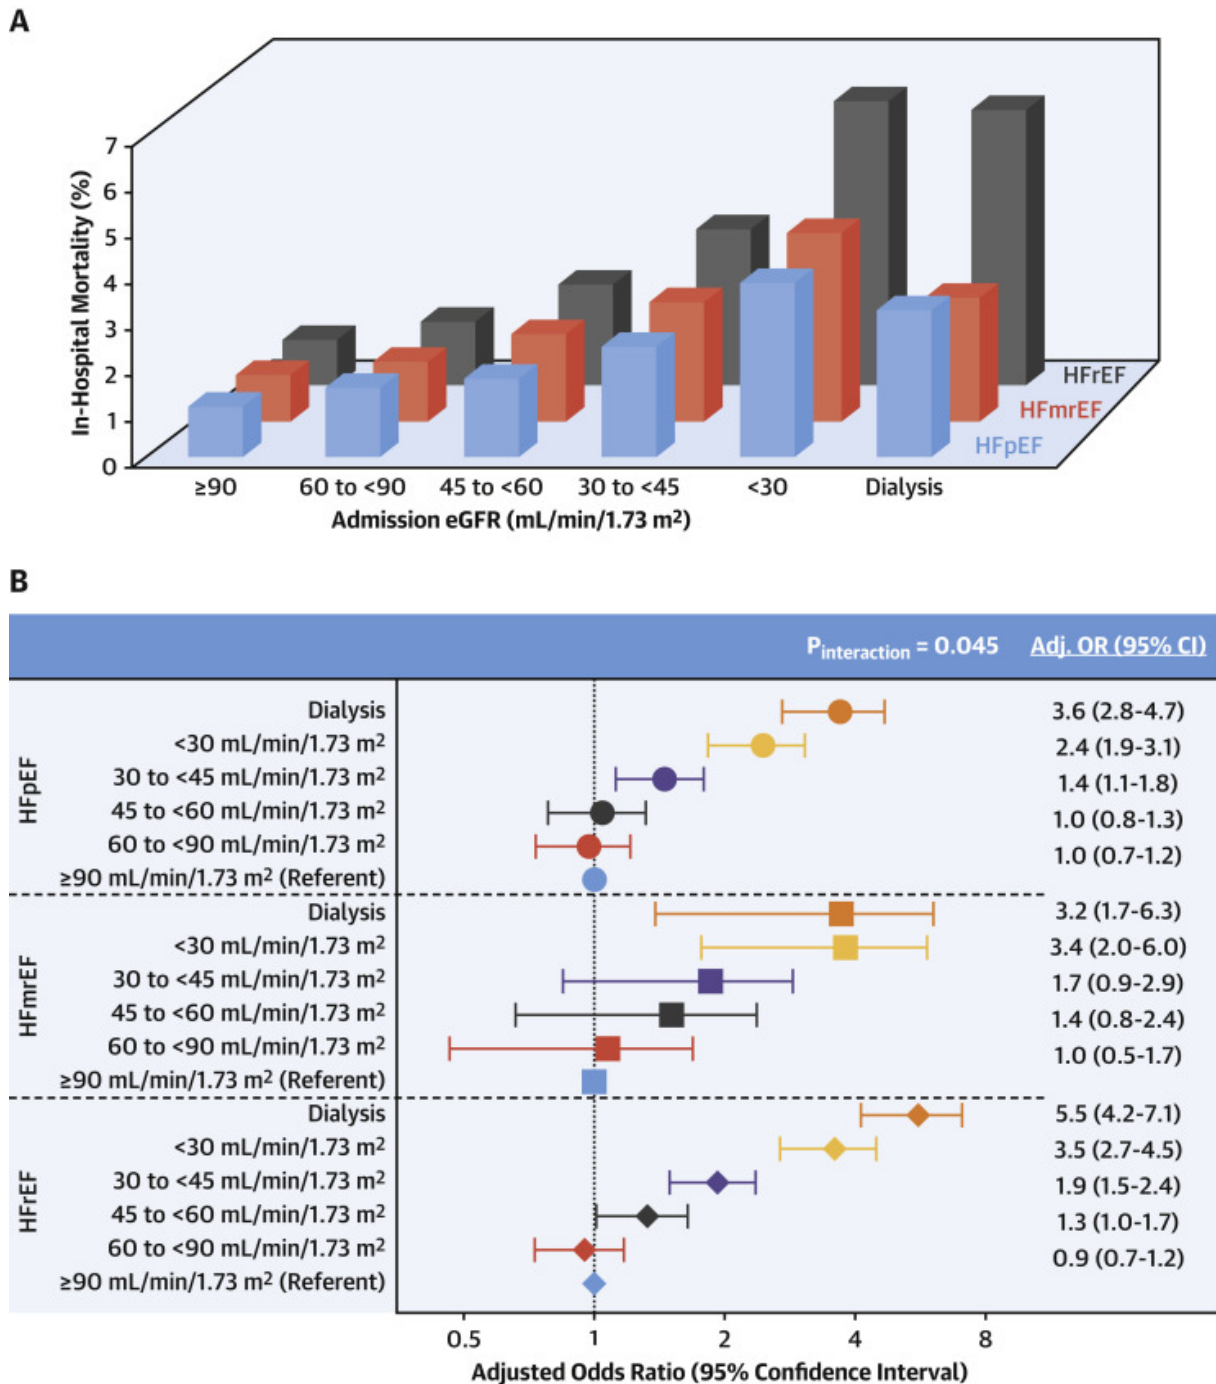 A
In-Hospital Mortality (%)
7
6
5
4
3
2
1
0
HFrEF
HFmrEF
HFpEF
≥90 60 to <90 45 to <60 30 to <45 <30 Dialysis
Admission eGFR (mL/min/1.73 m²)
B
Pinteraction = 0.045 Adj. OR (95% CI)
HFpEF
Dialysis 3.6 (2.8-4.7)
<30 mL/min/1.73 m² 2.4 (1.9-3.1)
30 to <45 mL/min/1.73 m² 1.4 (1.1-1.8)
45 to <60 mL/min/1.73 m² 1.0 (0.8-1.3)
60 to <90 mL/min/1.73 m² 1.0 (0.7-1.2)
≥90 mL/min/1.73 m² (Referent)
HFmrEF
Dialysis 3.2 (1.7-6.3)
<30 mL/min/1.73 m² 3.4 (2.0-6.0)
30 to <45 mL/min/1.73 m² 1.7 (0.9-2.9)
45 to <60 mL/min/1.73 m² 1.4 (0.8-2.4)
60 to <90 mL/min/1.73 m² 1.0 (0.5-1.7)
≥90 mL/min/1.73 m² (Referent)
HFrEF
Dialysis 5.5 (4.2-7.1)
<30 mL/min/1.73 m² 3.5 (2.7-4.5)
30 to <45 mL/min/1.73 m² 1.9 (1.5-2.4)
45 to <60 mL/min/1.73 m² 1.3 (1.0-1.7)
60 to <90 mL/min/1.73 m² 0.9 (0.7-1.2)
≥90 mL/min/1.73 m² (Referent)
0.5 1 2 4 8
Adjusted Odds Ratio (95% Confidence Interval)